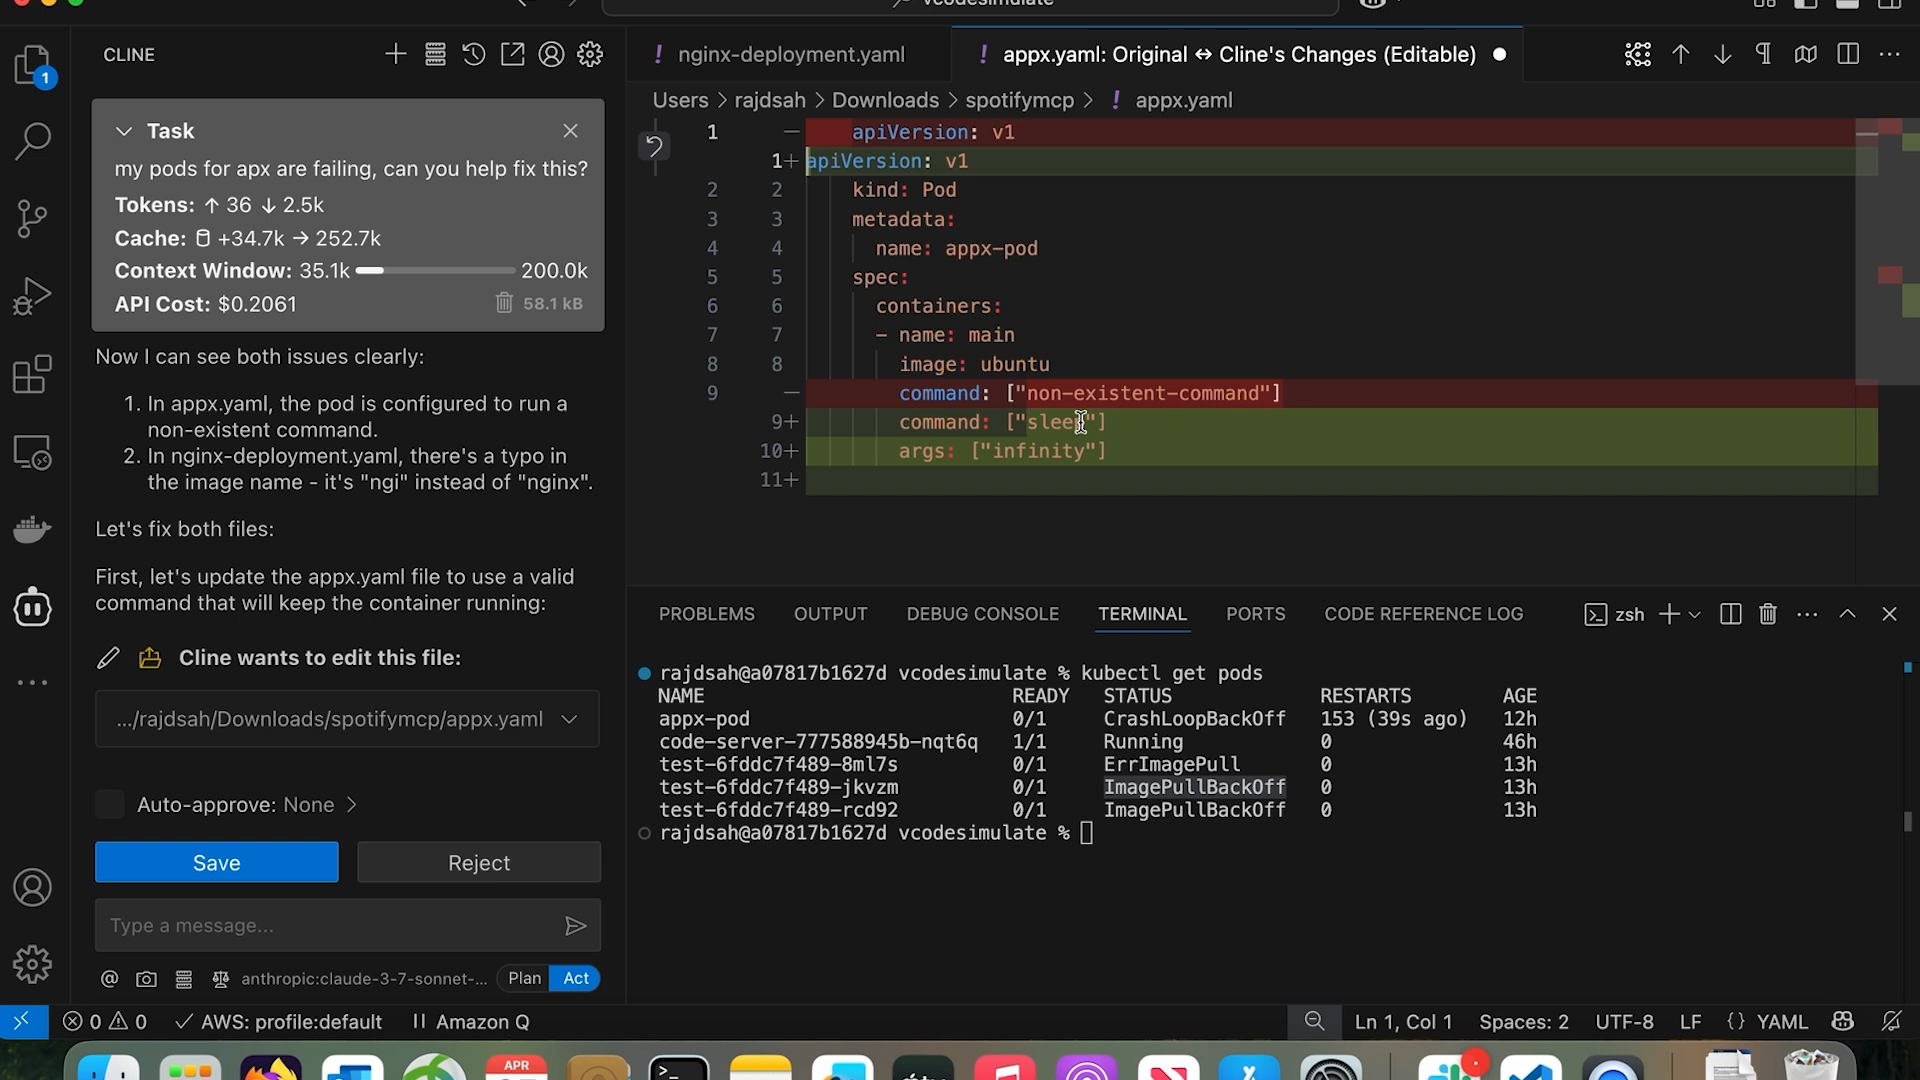 vcodesimulate
CLINE
nginx-deployment.yaml
appx.yaml: Original ↔ Cline's Changes (Editable)
1
Users > rajdsah > Downloads > spotifymcp > ! appx.yaml
Task
my pods for apx are failing, can you help fix this?
Tokens: ↑ 36 ↓ 2.5k
Cache: +34.7k → 252.7k
Context Window: 35.1k 200.0k
API Cost: $0.2061 58.1 kB
Now I can see both issues clearly:
1. In appx.yaml, the pod is configured to run a
non-existent command.
2. In nginx-deployment.yaml, there's a typo in
the image name - it's "ngi" instead of "nginx".
Let's fix both files:
First, let's update the appx.yaml file to use a valid
command that will keep the container running:
Cline wants to edit this file:
.../rajdsah/Downloads/spotifymcp/appx.yaml
Auto-approve: None >
Save
Reject
Type a message...
@ anthropic:claude-3-7-sonnet-... Plan Act
1 — apiVersion: v1
1+ apiVersion: v1
2 2 kind: Pod
3 3 metadata:
4 4 name: appx-pod
5 5 spec:
6 6 containers:
7 7 - name: main
8 8 image: ubuntu
9 — command: ["non-existent-command"]
9+ command: ["sleep"]
10+ args: ["infinity"]
11+
PROBLEMS OUTPUT DEBUG CONSOLE TERMINAL PORTS CODE REFERENCE LOG zsh
rajdsah@a07817b1627d vcodesimulate % kubectl get pods
NAME READY STATUS RESTARTS AGE
appx-pod 0/1 CrashLoopBackOff 153 (39s ago) 12h
code-server-777588945b-nqt6q 1/1 Running 0 46h
test-6fddc7f489-8ml7s 0/1 ErrImagePull 0 13h
test-6fddc7f489-jkvzm 0/1 ImagePullBackOff 0 13h
test-6fddc7f489-rcd92 0/1 ImagePullBackOff 0 13h
rajdsah@a07817b1627d vcodesimulate %
0 0 AWS: profile:default Amazon Q
Ln 1, Col 1 Spaces: 2 UTF-8 LF {} YAML
APR